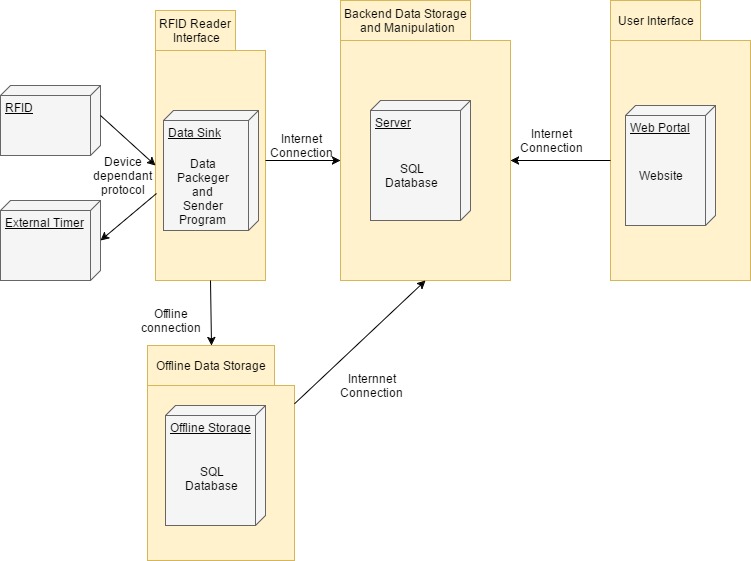 RFID Reader
Interface
Backend Data Storage
and Manipulation
User Interface
RFID
Data Sink
Data
Packeger
and
Sender
Program
Internet
Connection
Server
SQL
Database
Internet
Connection
Web Portal
Website
Device
dependant
protocol
External Timer
Offline
connection
Offline Data Storage
Internnet
Connection
Offline Storage
SQL
Database